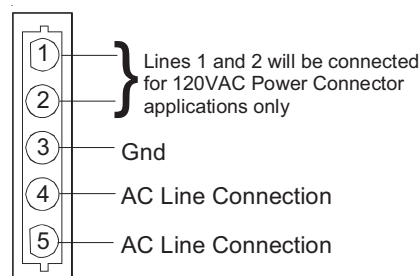 1
Lines 1 and 2 will be connected
for 120VAC Power Connector
2
applications only
3 Gnd
4 AC Line Connection
5 AC Line Connection